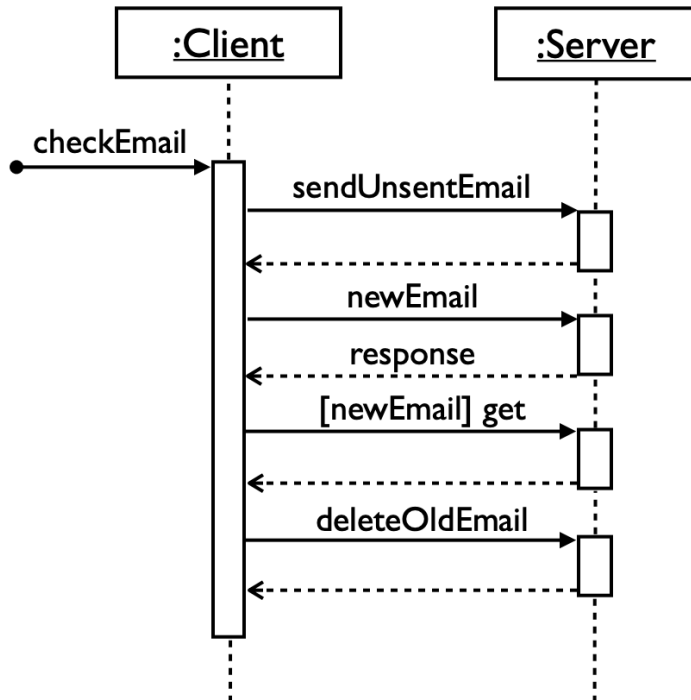 :Client
:Server
checkEmail
sendUnsentEmail
newEmail
response
[newEmail] get
deleteOldEmail